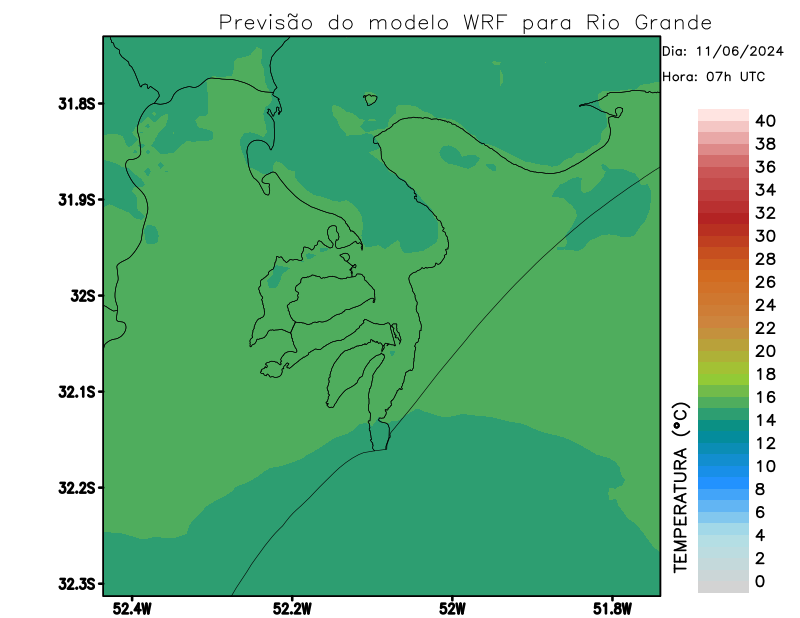 Previsão do modelo WRF para Rio Grande
Dia: 11/06/2024
Hora: 07h UTC
31.8S
31.9S
32S
32.1S
32.2S
32.3S
52.4W
52.2W
52W
51.8W
TEMPERATURA (°C)
40
38
36
34
32
30
28
26
24
22
20
18
16
14
12
10
8
6
4
2
0